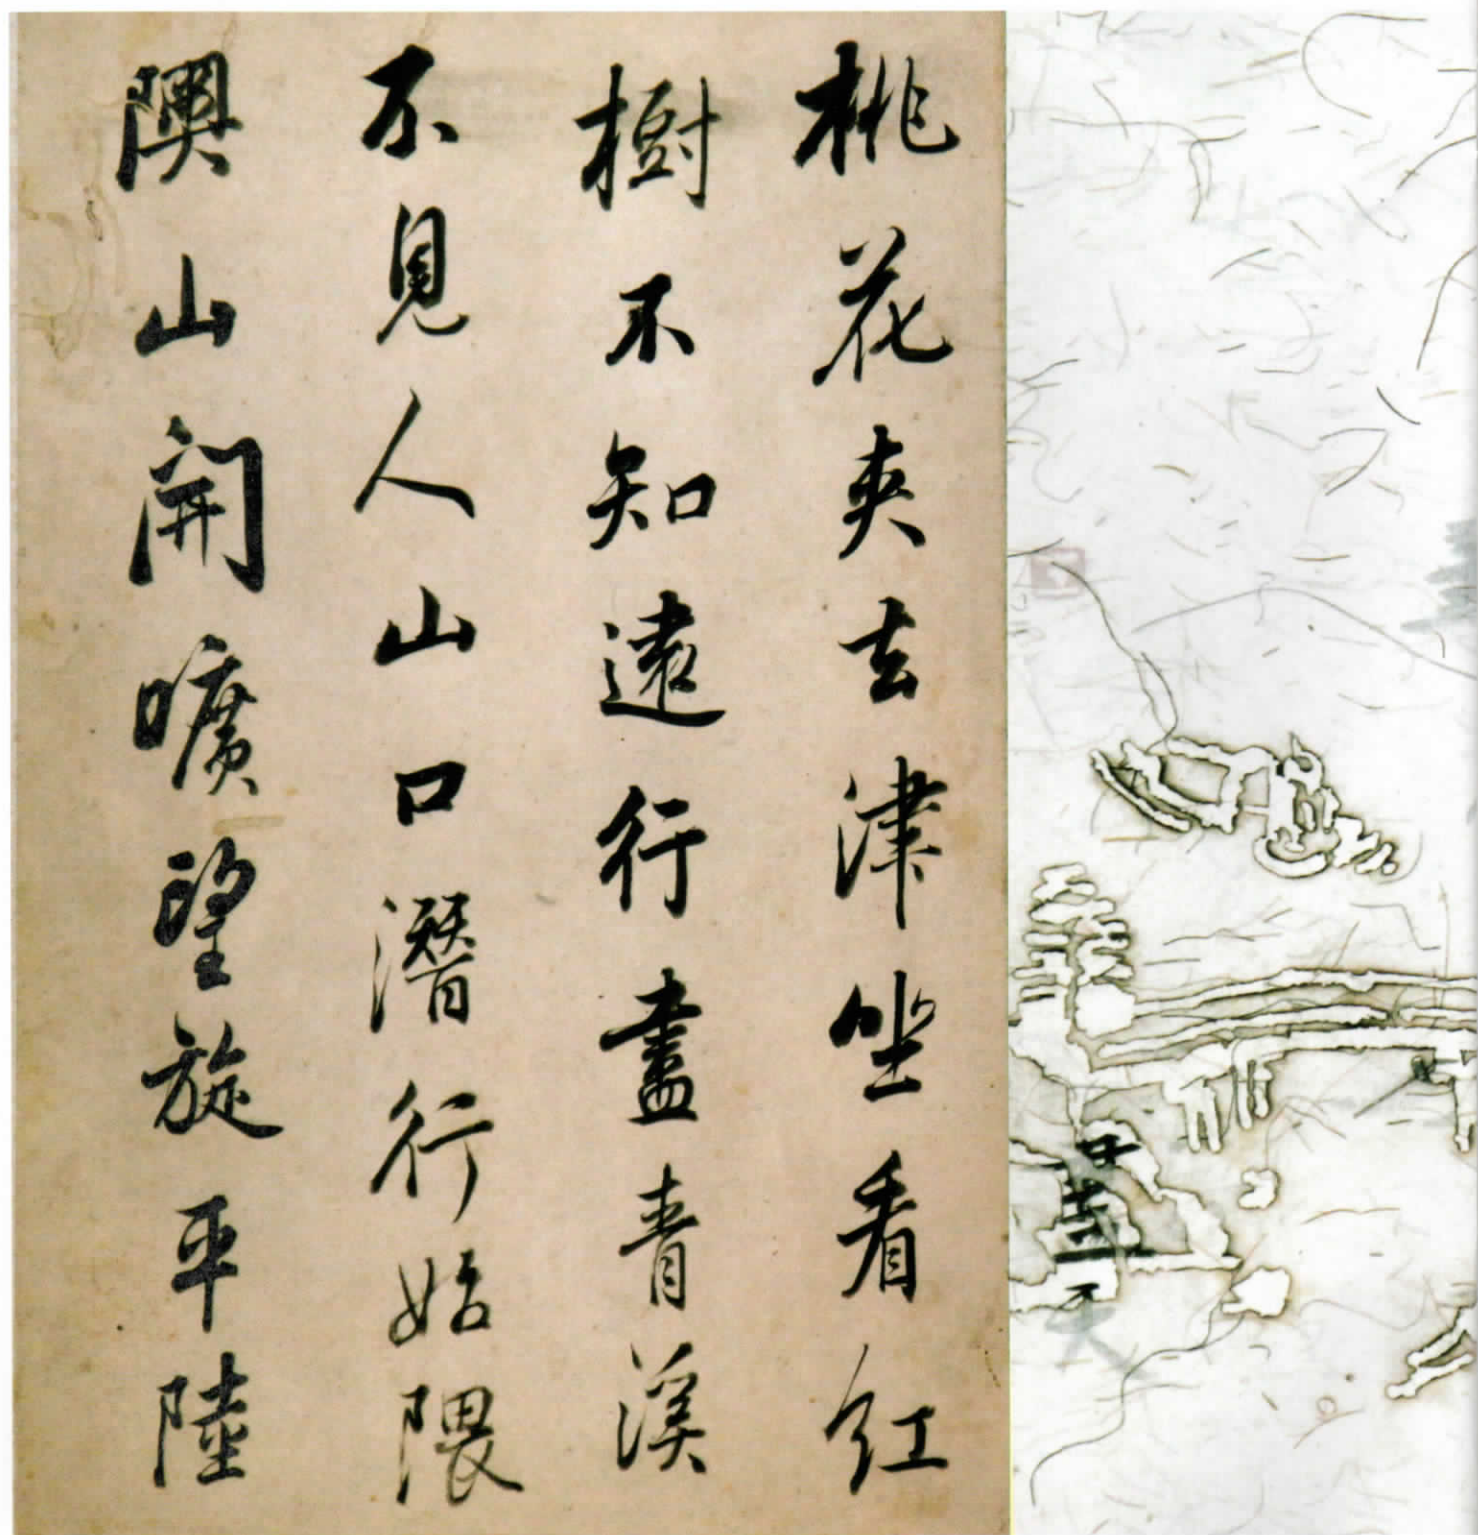 桃花夾去津坐看紅
樹不知遠行盡青溪
不見人山口潛行始隈
隩山開曠望旋平陸